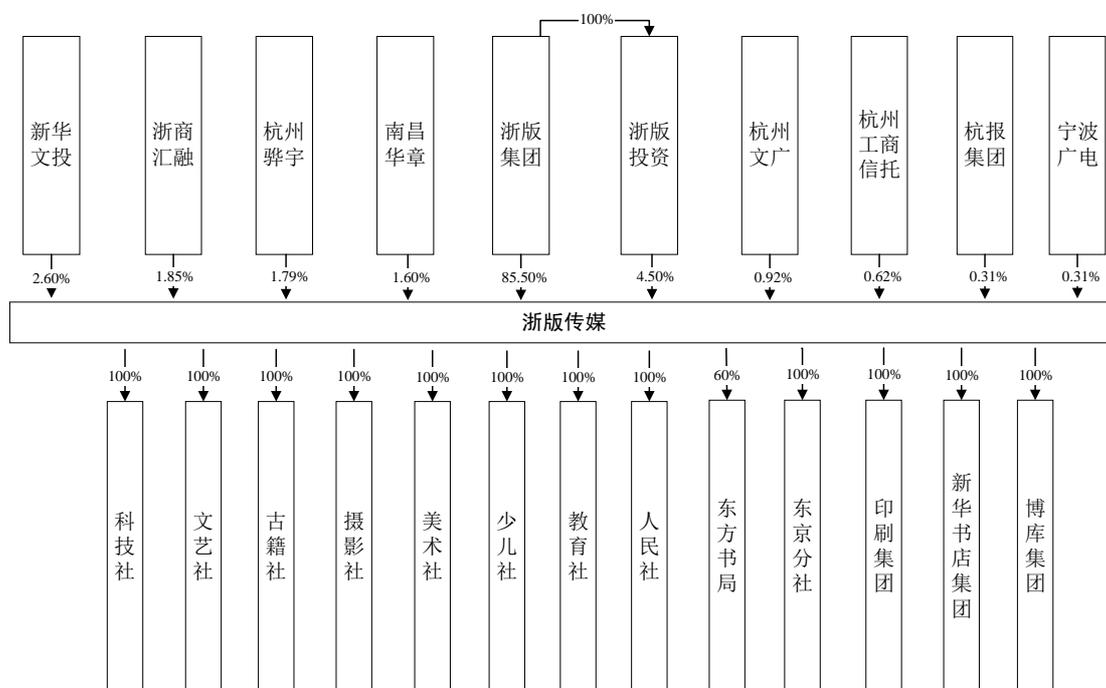 100%
新华
文投
浙商
汇融
杭州
骅宇
南昌
华章
浙版
集团
浙版
投资
杭州
文广
杭州
工商
信托
杭报
集团
宁波
广电
2.60%
1.85%
1.79%
1.60%
85.50%
4.50%
0.92%
0.62%
0.31%
0.31%
浙版传媒
100%
100%
100%
100%
100%
100%
100%
100%
60%
100%
100%
100%
100%
科技社
文艺社
古籍社
摄影社
美术社
少儿社
教育社
人民社
东方书局
东京分社
印刷集团
新华书店集团
博库集团